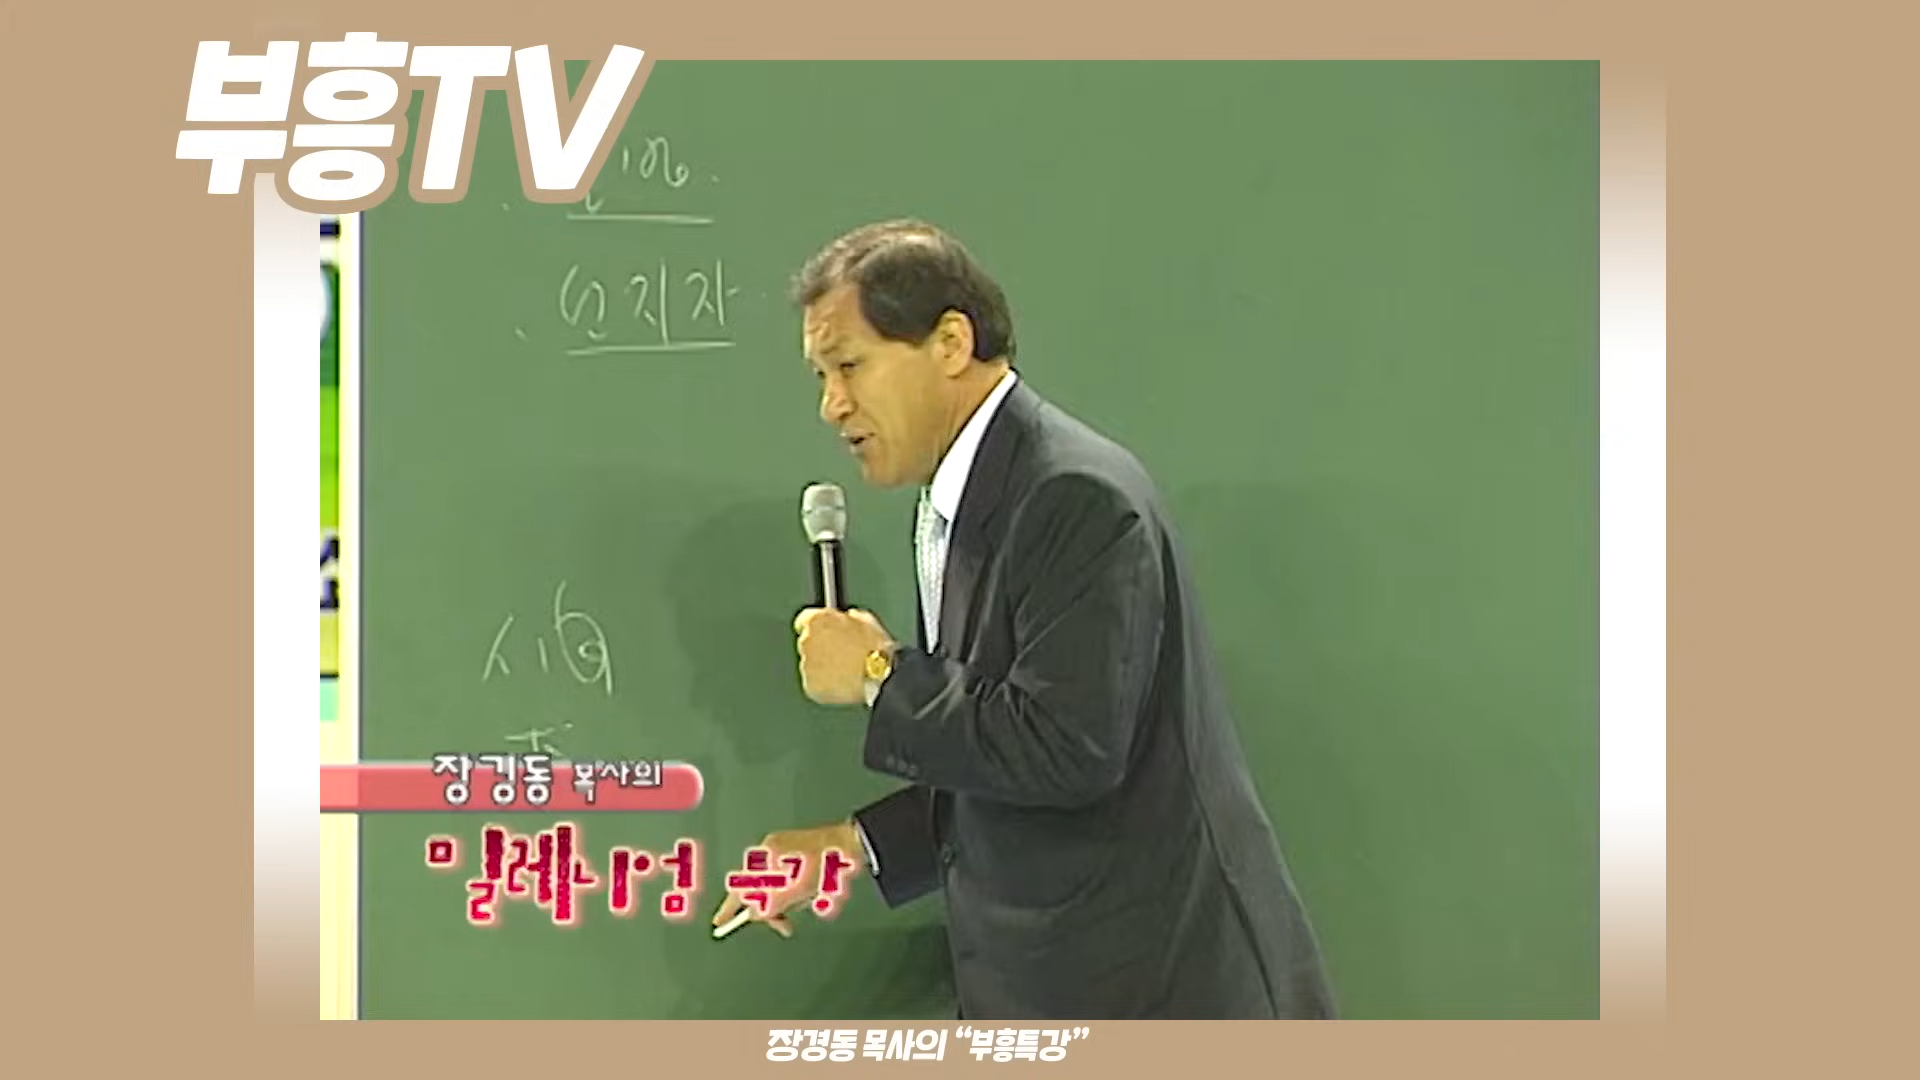 부흥TV
선지자
장경동 목사의
밀레니엄 특강
장경동 목사의 “부흥특강”